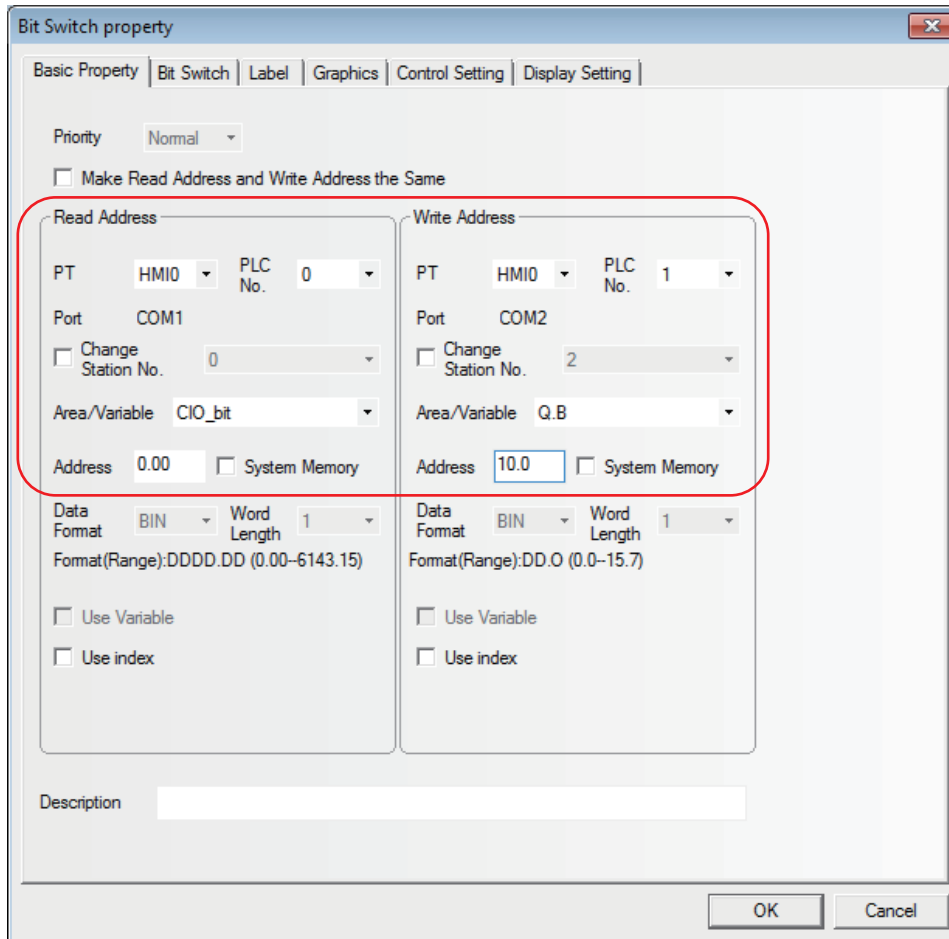 Bit Switch property
Basic Property Bit Switch Label Graphics Control Setting Display Setting
Priority Normal
Make Read Address and Write Address the Same
Read Address
PT HMI0 PLC No. 0
Port COM1
Change Station No. 0
Area/Variable CIO_bit
Address 0.00 System Memory
Data Format BIN Word Length 1
Format(Range):DDDD.DD (0.00--6143.15)
Use Variable
Use index
Write Address
PT HMI0 PLC No. 1
Port COM2
Change Station No. 2
Area/Variable Q.B
Address 10.0 System Memory
Data Format BIN Word Length 1
Format(Range):DD.O (0.0--15.7)
Use Variable
Use index
Description
OK Cancel